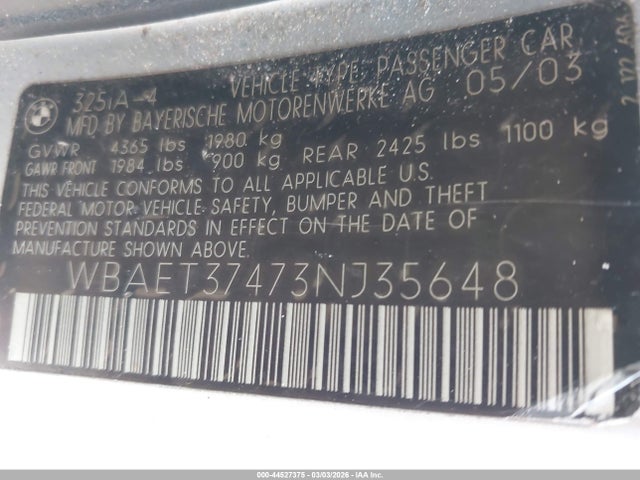 325iA-4 VEHICLE TYPE PASSENGER CAR
MFD BY BAYERISCHE MOTORENWERKE AG 05/03
GVWR 4365 lbs 1980 kg
GAWR FRONT 1984 lbs 900 kg REAR 2425 lbs 1100 kg
THIS VEHICLE CONFORMS TO ALL APPLICABLE U.S.
FEDERAL MOTOR VEHICLE SAFETY, BUMPER AND THEFT
PREVENTION STANDARDS IN EFFECT ON THE DATE OF
MANUFACTURE SHOWN ABOVE.
WBAET37473NJ35648
000-44527375 - 03/03/2026 - IAA Inc.